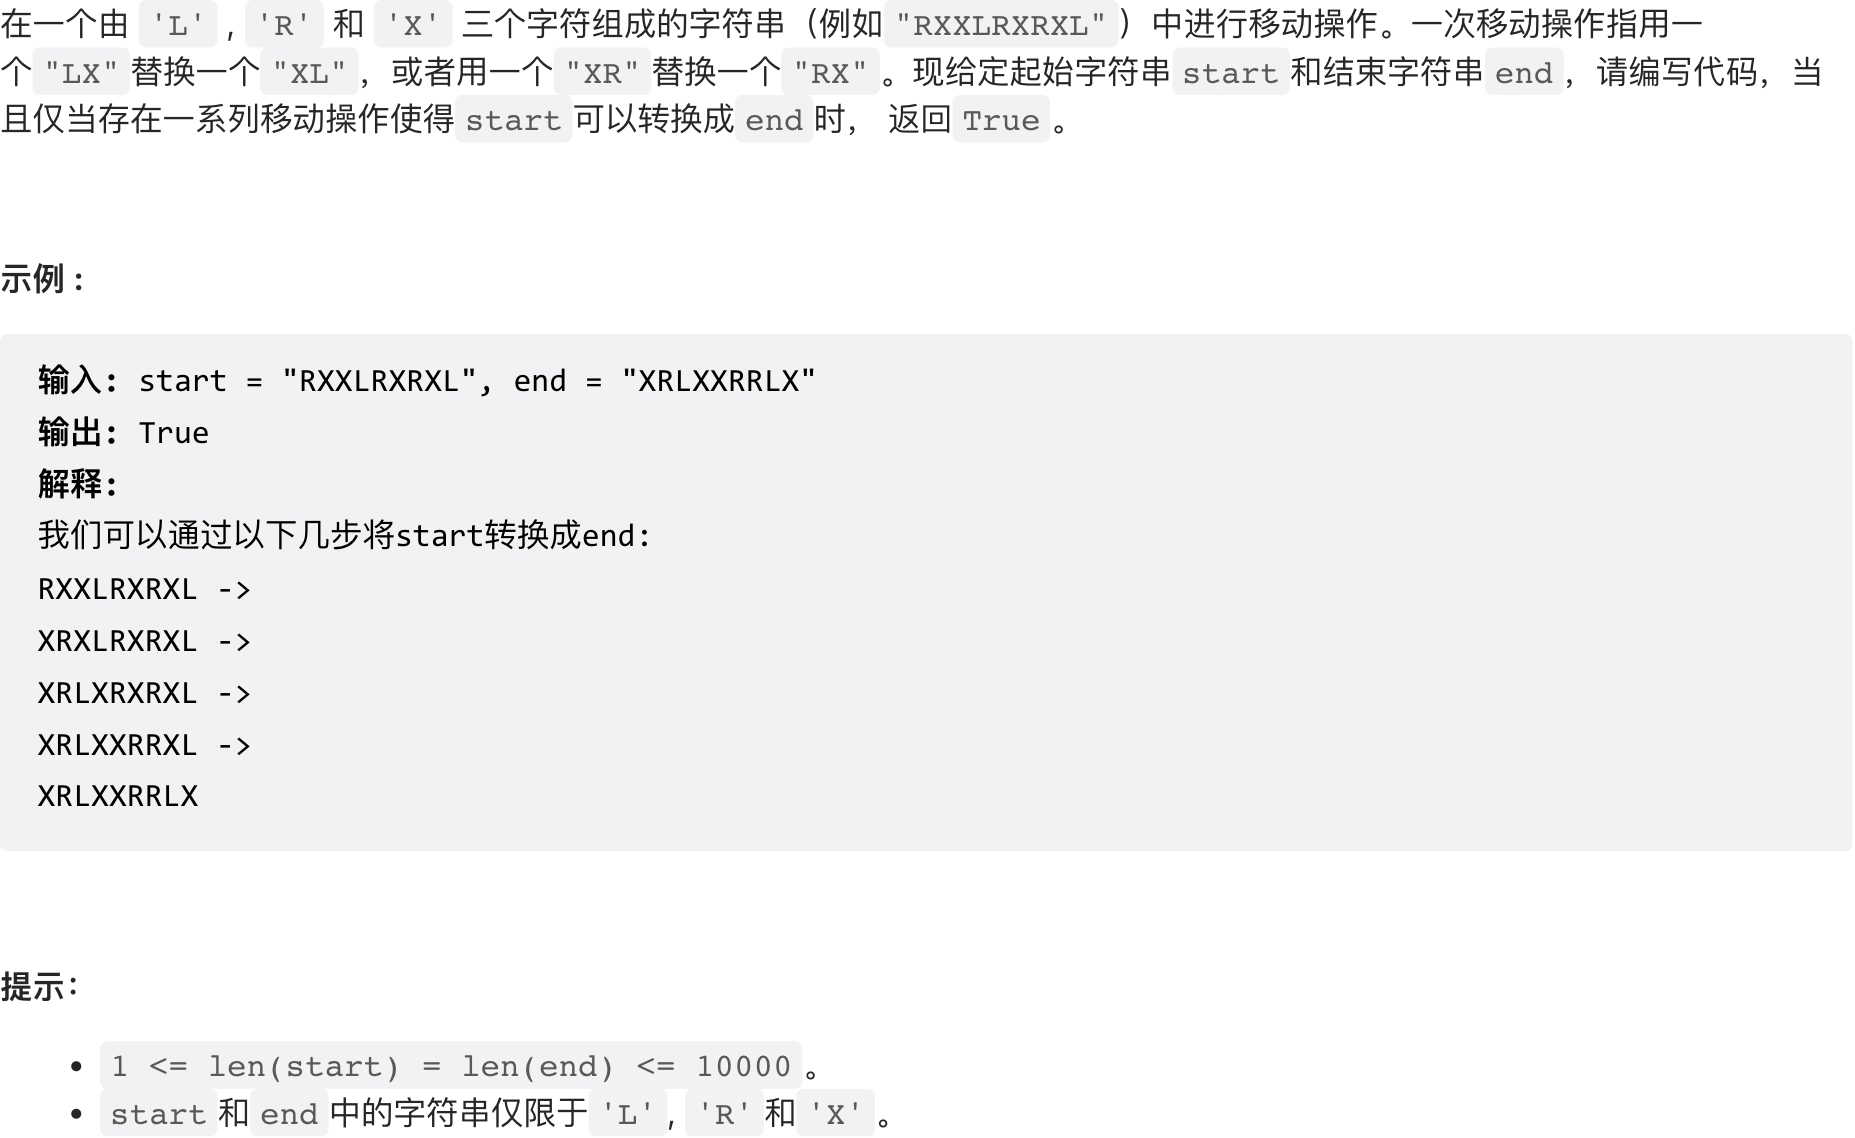 在一个由 'L' , 'R' 和 'X' 三个字符组成的字符串（例如"RXXLRXRXL"）中进行移动操作。一次移动操作指用一
个"LX"替换一个"XL"，或者用一个"XR"替换一个"RX"。现给定起始字符串start和结束字符串end，请编写代码，当
且仅当存在一系列移动操作使得start可以转换成end时， 返回True。
示例 :
输入: start = "RXXLRXRXL", end = "XRLXXRRLX"
输出: True
解释:
我们可以通过以下几步将start转换成end:
RXXLRXRXL ->
XRXLRXRXL ->
XRLXRXRXL ->
XRLXXRRXL ->
XRLXXRRLX
提示：
• 1 <= len(start) = len(end) <= 10000。
• start和end中的字符串仅限于'L', 'R'和'X'。